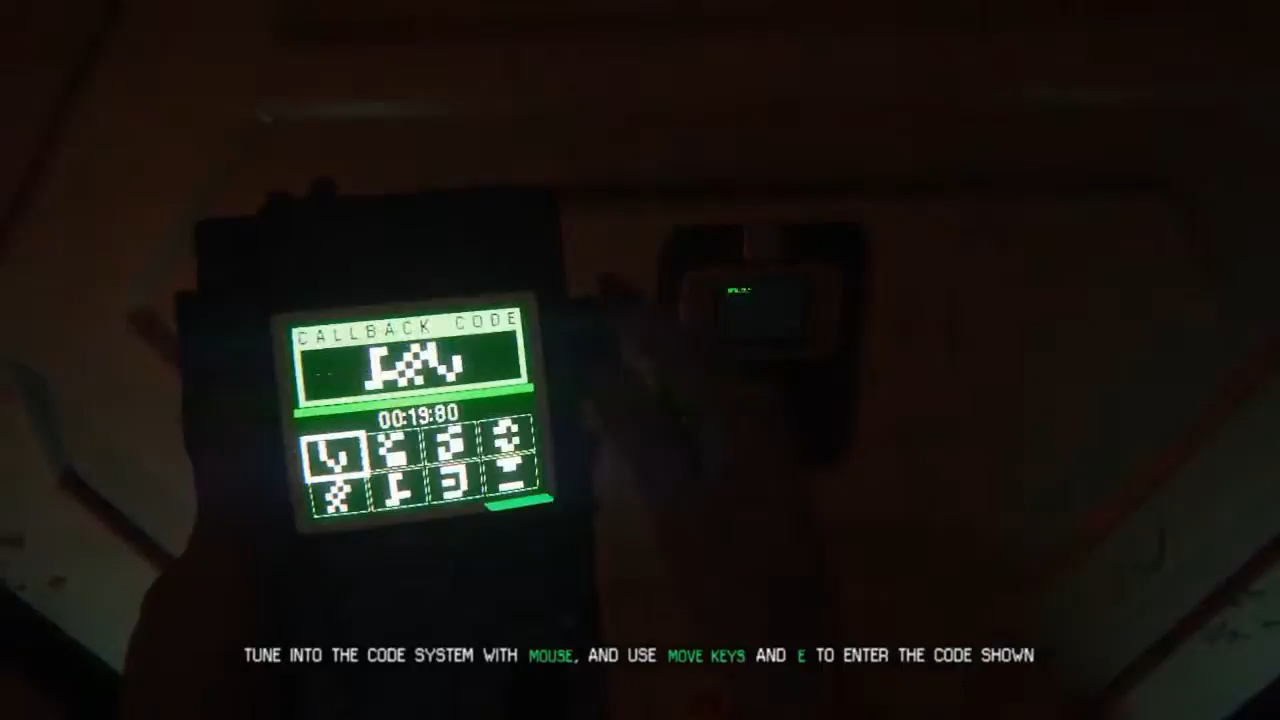 CALLBACK CODE
00:19:80
TUNE INTO THE CODE SYSTEM WITH MOUSE, AND USE MOVE KEYS AND E TO ENTER THE CODE SHOWN